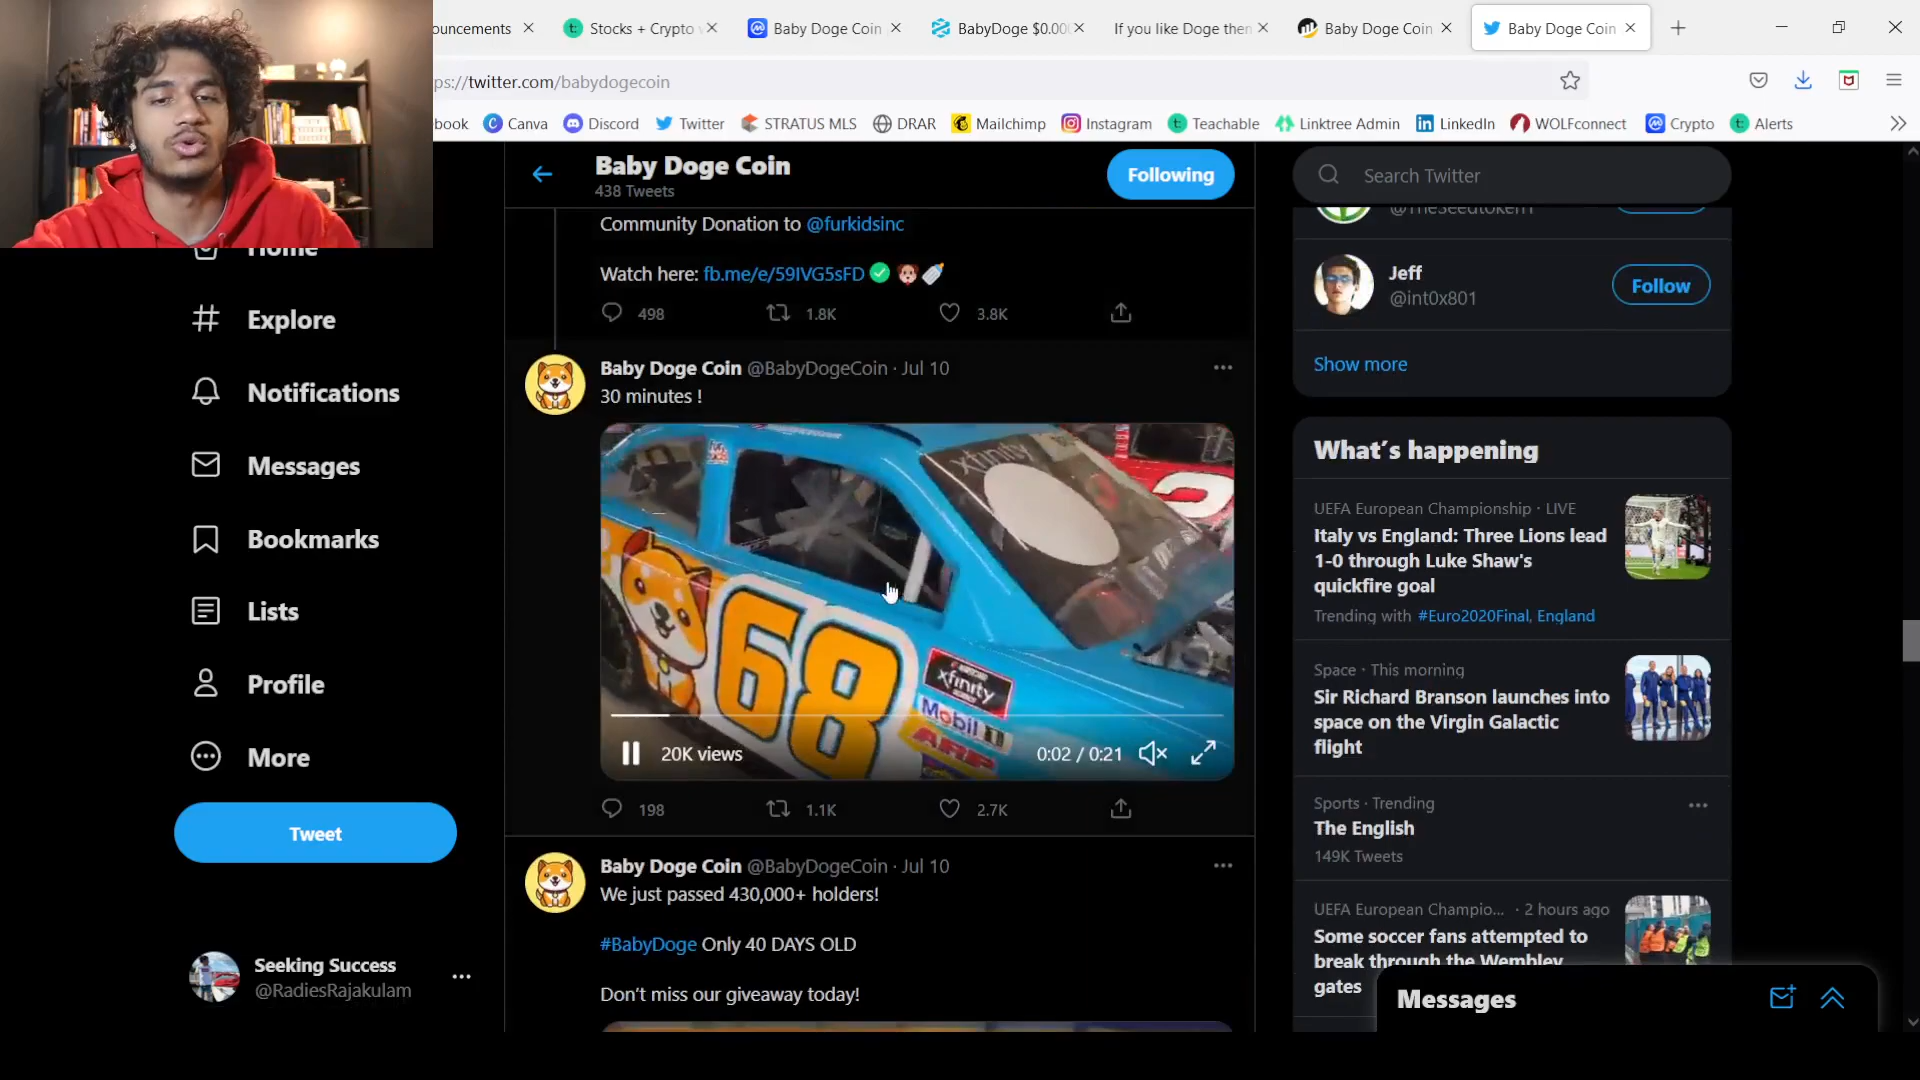 ouncements
Stocks + Crypto
Baby Doge Coin
BabyDoge $0.00
If you like Doge then
Baby Doge Coin
Baby Doge Coin
ps://twitter.com/babydogecoin
book
Canva
Discord
Twitter
STRATUS MLS
DRAR
Mailchimp
Instagram
Teachable
Linktree Admin
LinkedIn
WOLFconnect
Crypto
Alerts
Home
Explore
Notifications
Messages
Bookmarks
Lists
Profile
More
Tweet
Seeking Success
@RadiesRajakulam
Baby Doge Coin
438 Tweets
Following
Community Donation to @furkidsinc
Watch here: fb.me/e/59IVG5sFD ✅ 🐶 🍼
498 1.8K 3.8K
Baby Doge Coin @BabyDogeCoin · Jul 10
30 minutes !
xfinity
68
xfinity
Mobil 1
ARP
20K views
0:02 / 0:21
198 1.1K 2.7K
Baby Doge Coin @BabyDogeCoin · Jul 10
We just passed 430,000+ holders!
#BabyDoge Only 40 DAYS OLD
Don't miss our giveaway today!
Search Twitter
Jeff
@int0x801
Follow
Show more
What's happening
UEFA European Championship · LIVE
Italy vs England: Three Lions lead
1-0 through Luke Shaw's
quickfire goal
Trending with #Euro2020Final, England
Space · This morning
Sir Richard Branson launches into
space on the Virgin Galactic
flight
Sports · Trending
The English
149K Tweets
UEFA European Champio... · 2 hours ago
Some soccer fans attempted to
break through the Wembley
gates
Messages